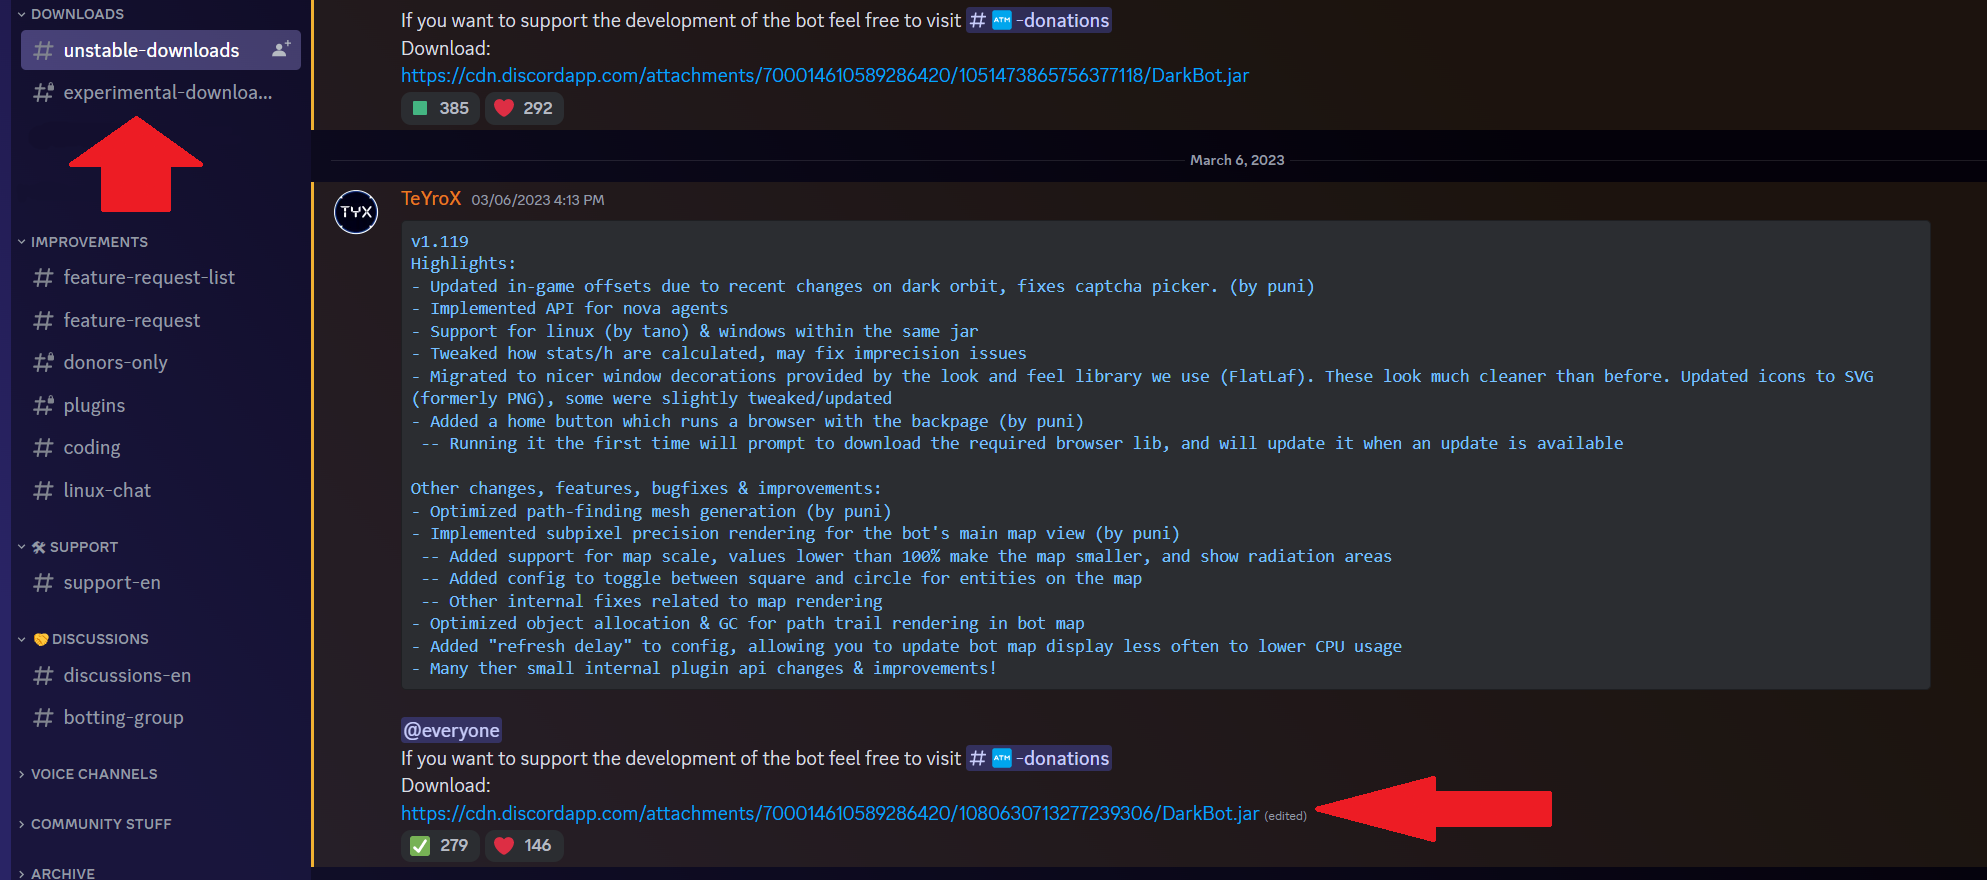 DOWNLOADS
unstable-downloads
experimental-downloa...
IMPROVEMENTS
feature-request-list
feature-request
donors-only
plugins
coding
linux-chat
SUPPORT
support-en
DISCUSSIONS
discussions-en
botting-group
VOICE CHANNELS
COMMUNITY STUFF
ARCHIVE
If you want to support the development of the bot feel free to visit # ATM -donations
Download:
https://cdn.discordapp.com/attachments/700014610589286420/1051473865756377118/DarkBot.jar
385 292
March 6, 2023
TYX
TeYroX 03/06/2023 4:13 PM
v1.119
Highlights:
- Updated in-game offsets due to recent changes on dark orbit, fixes captcha picker. (by puni)
- Implemented API for nova agents
- Support for linux (by tano) & windows within the same jar
- Tweaked how stats/h are calculated, may fix imprecision issues
- Migrated to nicer window decorations provided by the look and feel library we use (FlatLaf). These look much cleaner than before. Updated icons to SVG
(formerly PNG), some were slightly tweaked/updated
- Added a home button which runs a browser with the backpage (by puni)
-- Running it the first time will prompt to download the required browser lib, and will update it when an update is available
Other changes, features, bugfixes & improvements:
- Optimized path-finding mesh generation (by puni)
- Implemented subpixel precision rendering for the bot's main map view (by puni)
-- Added support for map scale, values lower than 100% make the map smaller, and show radiation areas
-- Added config to toggle between square and circle for entities on the map
-- Other internal fixes related to map rendering
- Optimized object allocation & GC for path trail rendering in bot map
- Added "refresh delay" to config, allowing you to update bot map display less often to lower CPU usage
- Many ther small internal plugin api changes & improvements!
@everyone
If you want to support the development of the bot feel free to visit # ATM -donations
Download:
https://cdn.discordapp.com/attachments/700014610589286420/1080630713277239306/DarkBot.jar (edited)
279 146